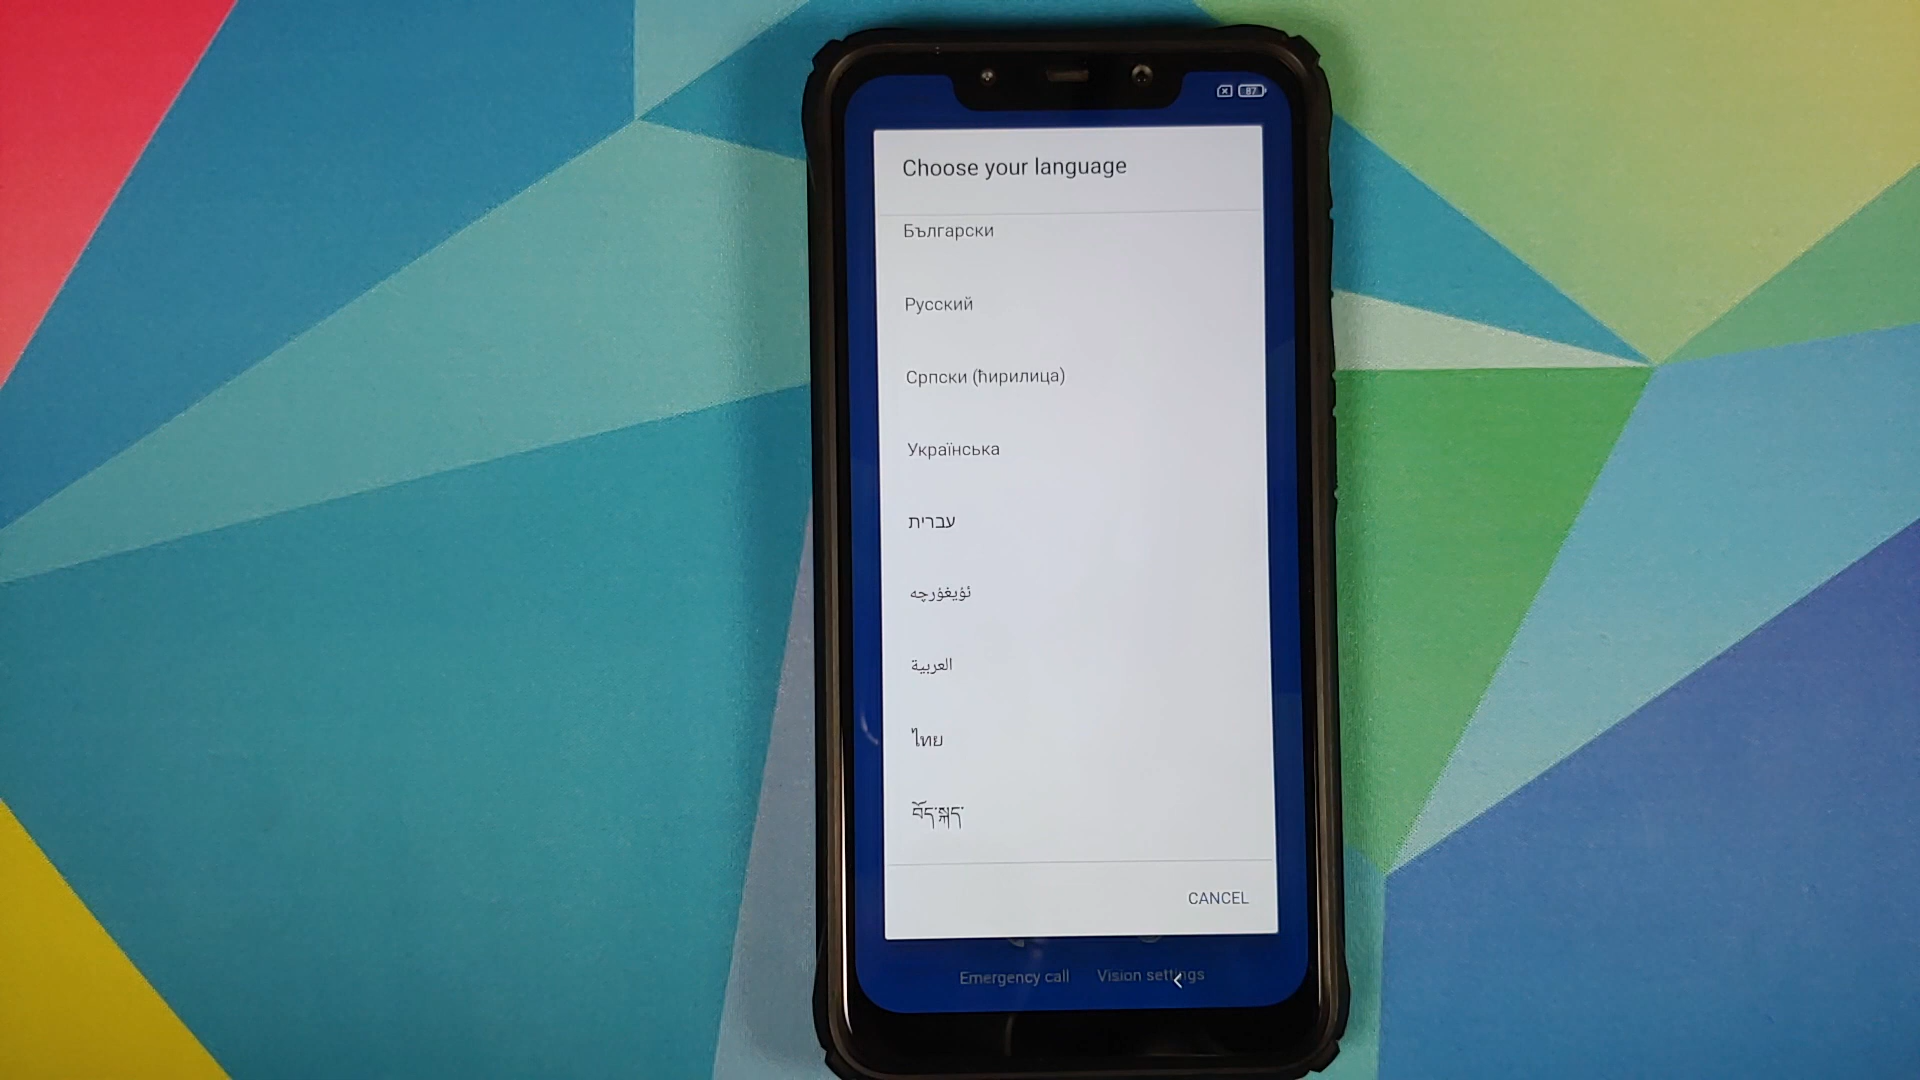 87
Choose your language
Български
Русский
Српски (ћирилица)
Українська
עברית
ئۇيغۇرچە
العربية
ไทย
བོད་སྐད་
CANCEL
Emergency call
Vision settings